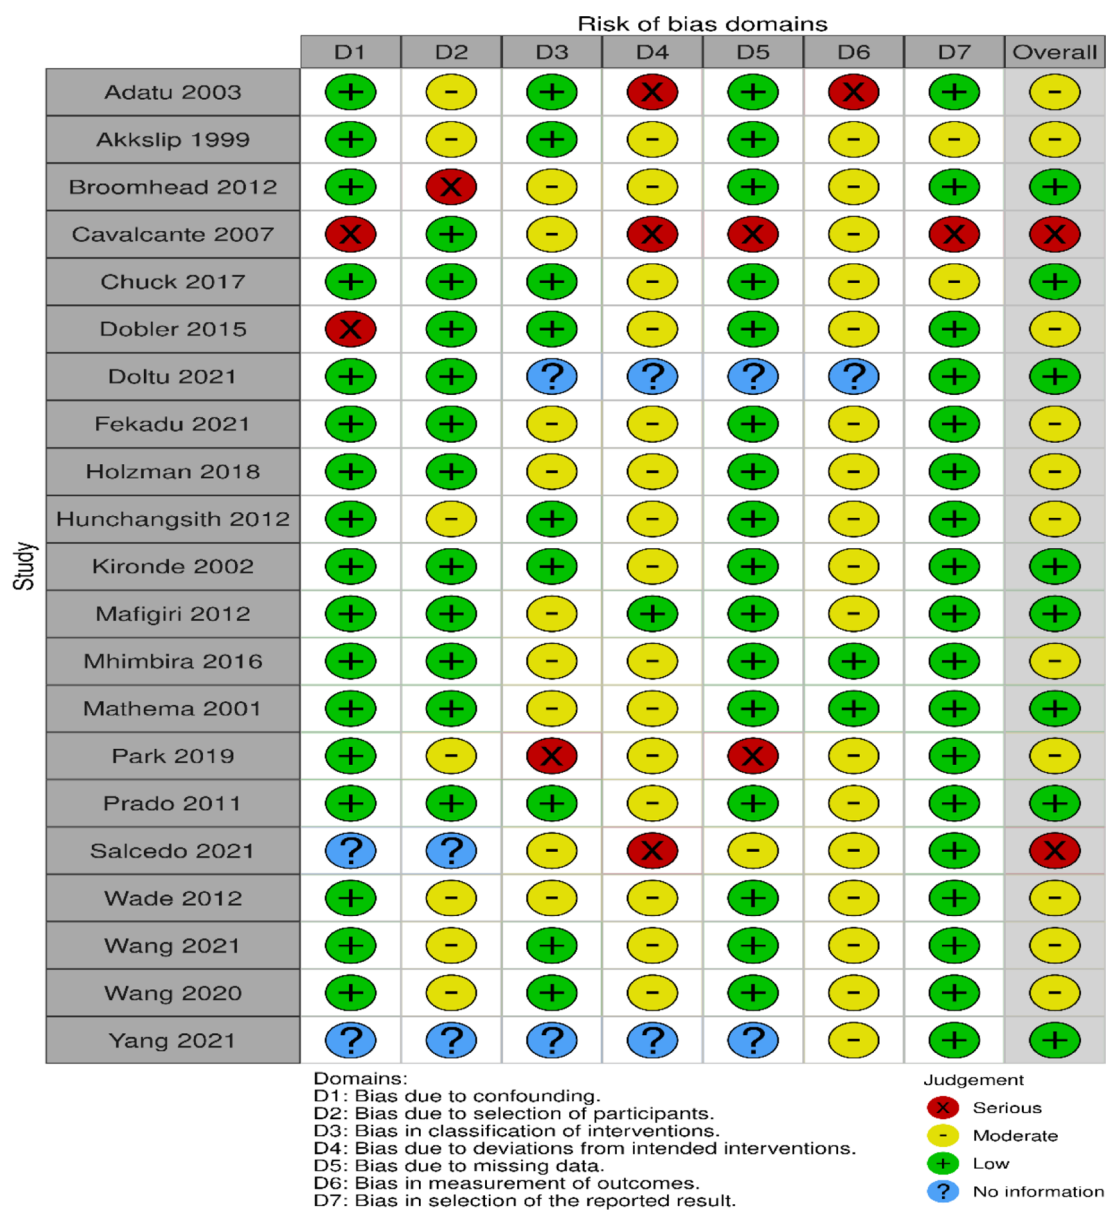 Risk of bias domains
D1 D2 D3 D4 D5 D6 D7 Overall
Study
Adatu 2003 + - + X + X + -
Akkslip 1999 + - + - + - - -
Broomhead 2012 + X - - + - + +
Cavalcante 2007 X + - X X - X X
Chuck 2017 + + + - + - - +
Dobler 2015 X + + - + - + -
Doltu 2021 + + ? ? ? ? + +
Fekadu 2021 + + - - + - + -
Holzman 2018 + + - - + - + -
Hunchangsith 2012 + - + - + - + -
Kironde 2002 + + + - + - + +
Mafigiri 2012 + + - + + - + +
Mhimbira 2016 + + - - + + + -
Mathema 2001 + + - - + + + +
Park 2019 + - X - X - + -
Prado 2011 + + + - + - + +
Salcedo 2021 ? ? - X - - + X
Wade 2012 + - - - + - + -
Wang 2021 + - + - + - + -
Wang 2020 + - + - + - + -
Yang 2021 ? ? ? ? ? - + +
Domains:
D1: Bias due to confounding.
D2: Bias due to selection of participants.
D3: Bias in classification of interventions.
D4: Bias due to deviations from intended interventions.
D5: Bias due to missing data.
D6: Bias in measurement of outcomes.
D7: Bias in selection of the reported result.
Judgement
X Serious
- Moderate
+ Low
? No information